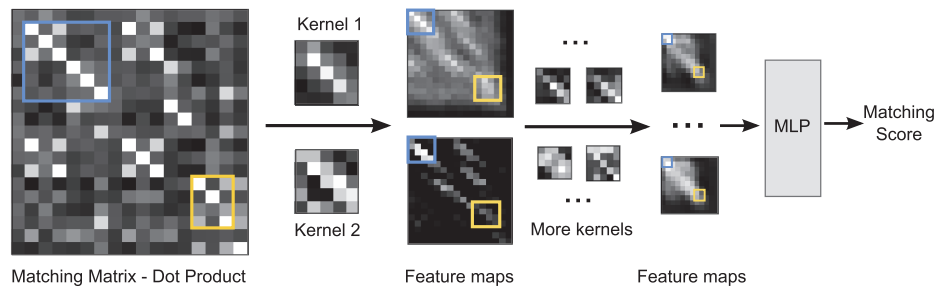 Kernel 1
Kernel 2
Matching Matrix - Dot Product
Feature maps
...
More kernels
...
...
Feature maps
MLP
Matching
Score